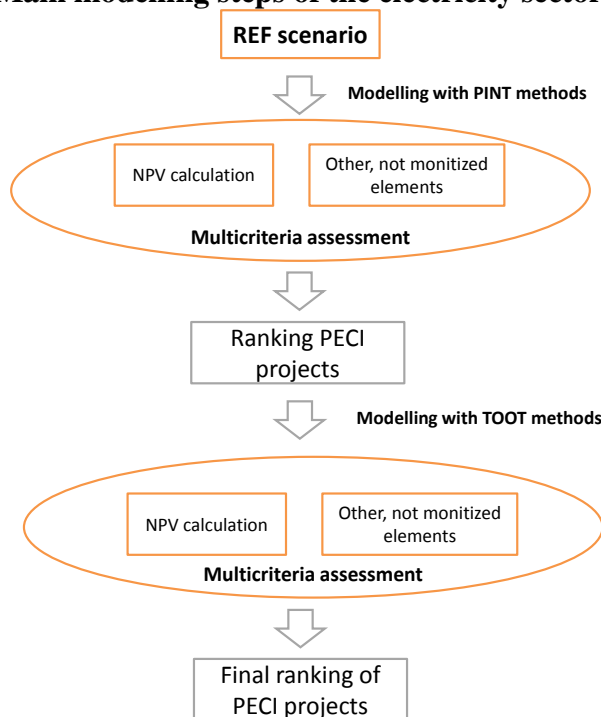 Main modelling steps of the electricity sector
REF scenario
Modelling with PINT methods
NPV calculation
Other, not monitized
elements
Multicriteria assessment
Ranking PECI
projects
Modelling with TOOT methods
NPV calculation
Other, not monitized
elements
Multicriteria assessment
Final ranking of
PECI projects